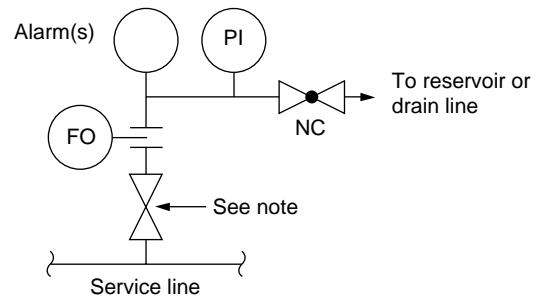 Alarm(s)
PI
To reservoir or
drain line
NC
FO
See note
Service line